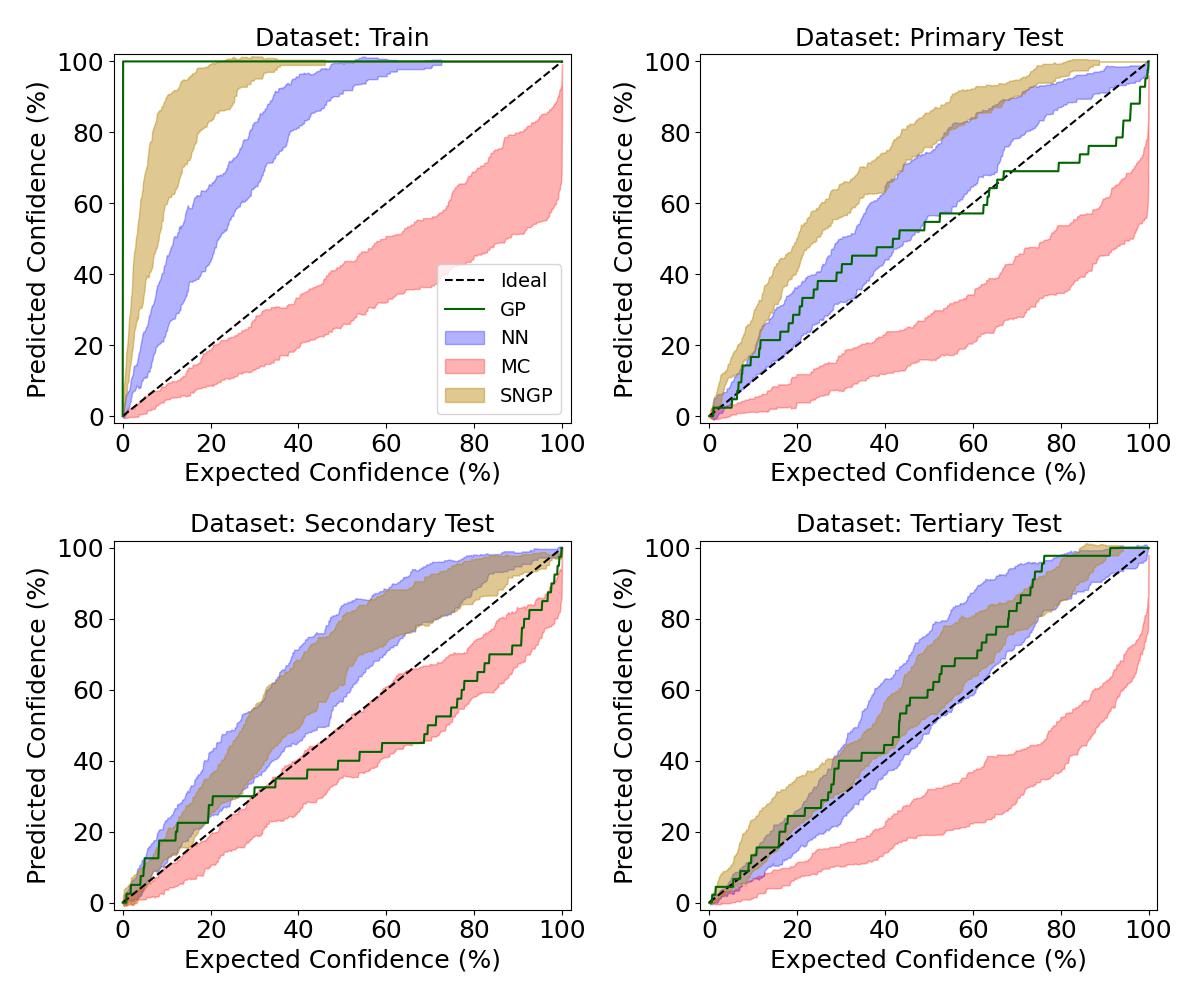 Dataset: Train
Predicted Confidence (%)
100
80
60
40
20
0
Ideal
GP
NN
MC
SNGP
0 20 40 60 80 100
Expected Confidence (%)
Dataset: Primary Test
Predicted Confidence (%)
100
80
60
40
20
0
0 20 40 60 80 100
Expected Confidence (%)
Dataset: Secondary Test
Predicted Confidence (%)
100
80
60
40
20
0
0 20 40 60 80 100
Expected Confidence (%)
Dataset: Tertiary Test
Predicted Confidence (%)
100
80
60
40
20
0
0 20 40 60 80 100
Expected Confidence (%)